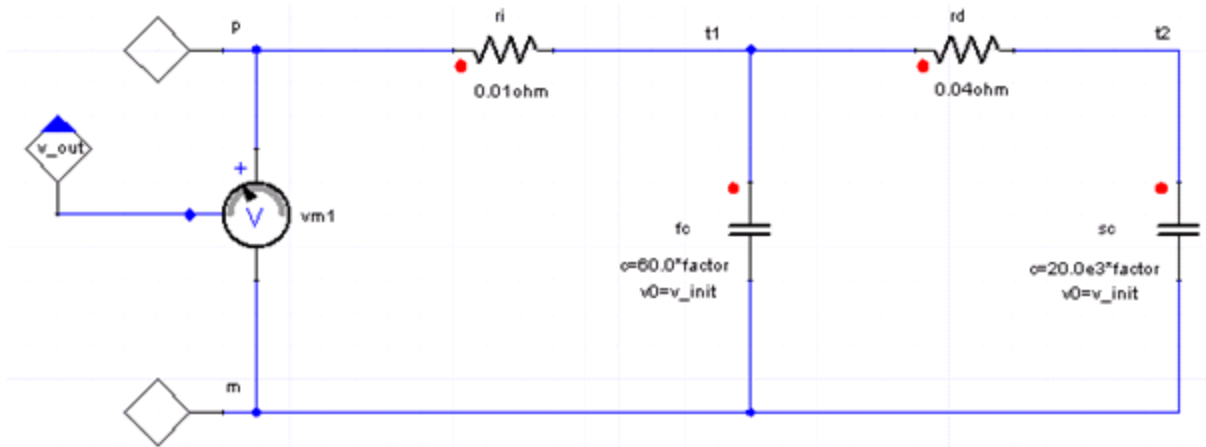 p
ri
t1
rd
t2
0.01ohm
0.04ohm
v_out
+
V
vm1
fc
c=60.0*factor
v0=v_init
sc
c=20.0e3*factor
v0=v_init
m